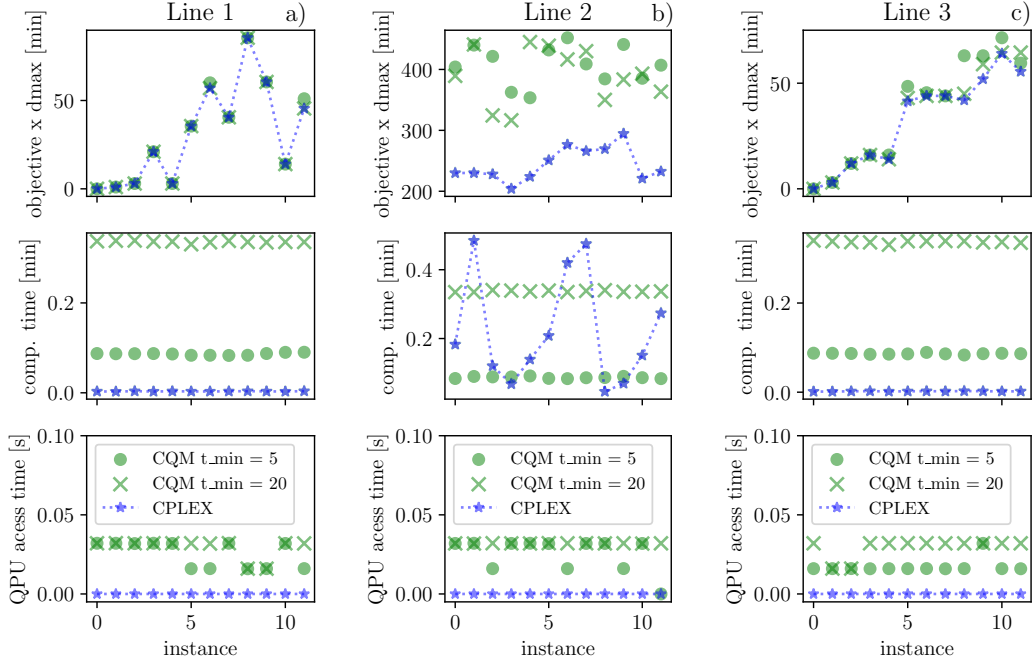 Line 1
a)
Line 2
b)
Line 3
c)
objective x dmax [min]
50
0
objective x dmax [min]
400
300
200
objective x dmax [min]
50
0
comp. time [min]
0.2
0.0
comp. time [min]
0.4
0.2
comp. time [min]
0.2
0.0
QPU acess time [s]
0.10
0.05
0.00
CQM t_min = 5
CQM t_min = 20
CPLEX
0
5
10
instance
QPU acess time [s]
0.10
0.05
0.00
CQM t_min = 5
CQM t_min = 20
CPLEX
0
5
10
instance
QPU acess time [s]
0.10
0.05
0.00
CQM t_min = 5
CQM t_min = 20
CPLEX
0
5
10
instance